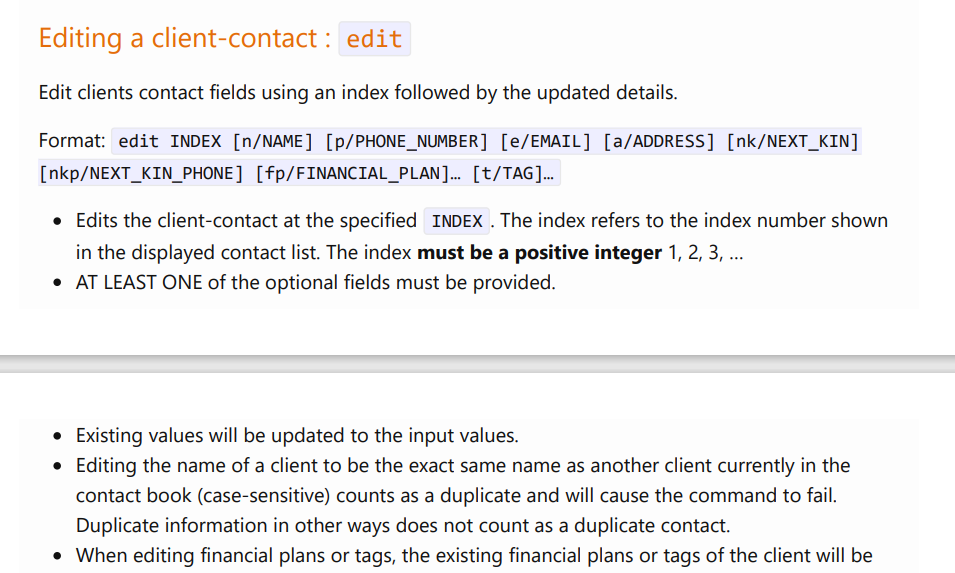 Editing a client-contact : edit
Edit clients contact fields using an index followed by the updated details.
Format: edit INDEX [n/NAME] [p/PHONE_NUMBER] [e/EMAIL] [a/ADDRESS] [nk/NEXT_KIN]
[nkp/NEXT_KIN_PHONE] [fp/FINANCIAL_PLAN]… [t/TAG]…
• Edits the client-contact at the specified INDEX . The index refers to the index number shown
in the displayed contact list. The index must be a positive integer 1, 2, 3, …
• AT LEAST ONE of the optional fields must be provided.
• Existing values will be updated to the input values.
• Editing the name of a client to be the exact same name as another client currently in the
contact book (case-sensitive) counts as a duplicate and will cause the command to fail.
Duplicate information in other ways does not count as a duplicate contact.
• When editing financial plans or tags, the existing financial plans or tags of the client will be